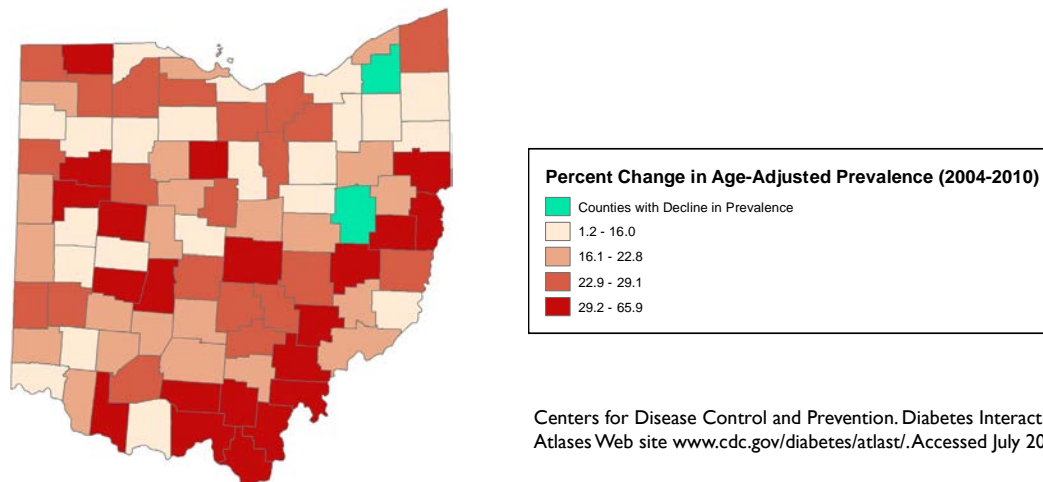 Percent Change in Age-Adjusted Prevalence (2004-2010)
Counties with Decline in Prevalence
1.2 - 16.0
16.1 - 22.8
22.9 - 29.1
29.2 - 65.9
Centers for Disease Control and Prevention. Diabetes Interact
Atlases Web site www.cdc.gov/diabetes/atlast/. Accessed July 20